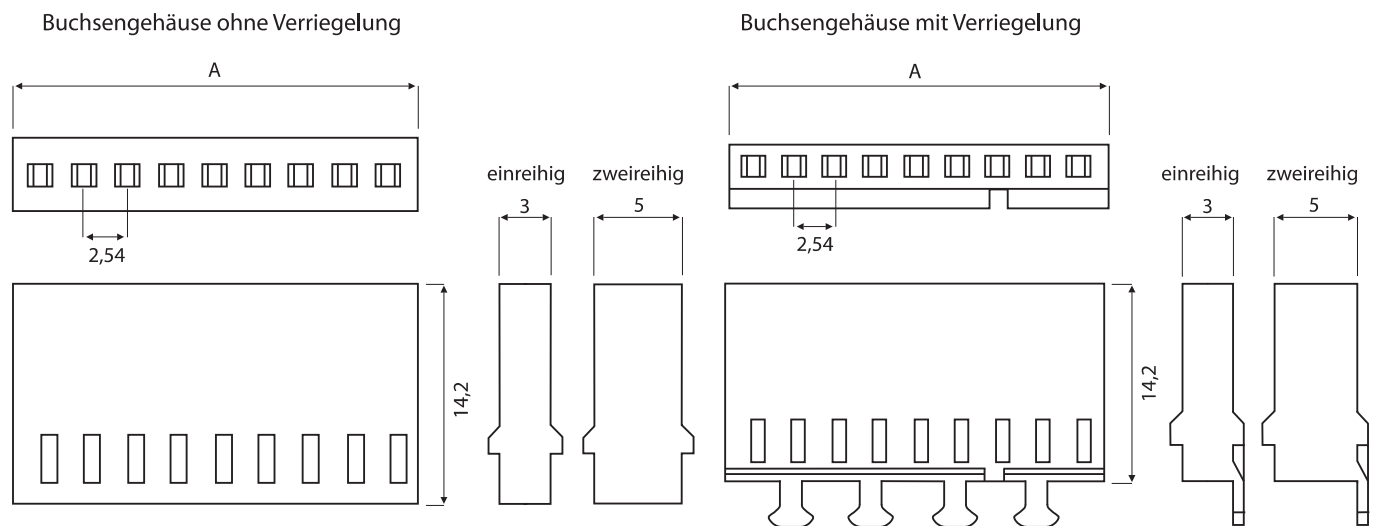 Buchsengehäuse ohne Verriegelung
A
2,54
einreihig
3
zweireihig
5
14,2
Buchsengehäuse mit Verriegelung
A
2,54
einreihig
3
zweireihig
5
14,2